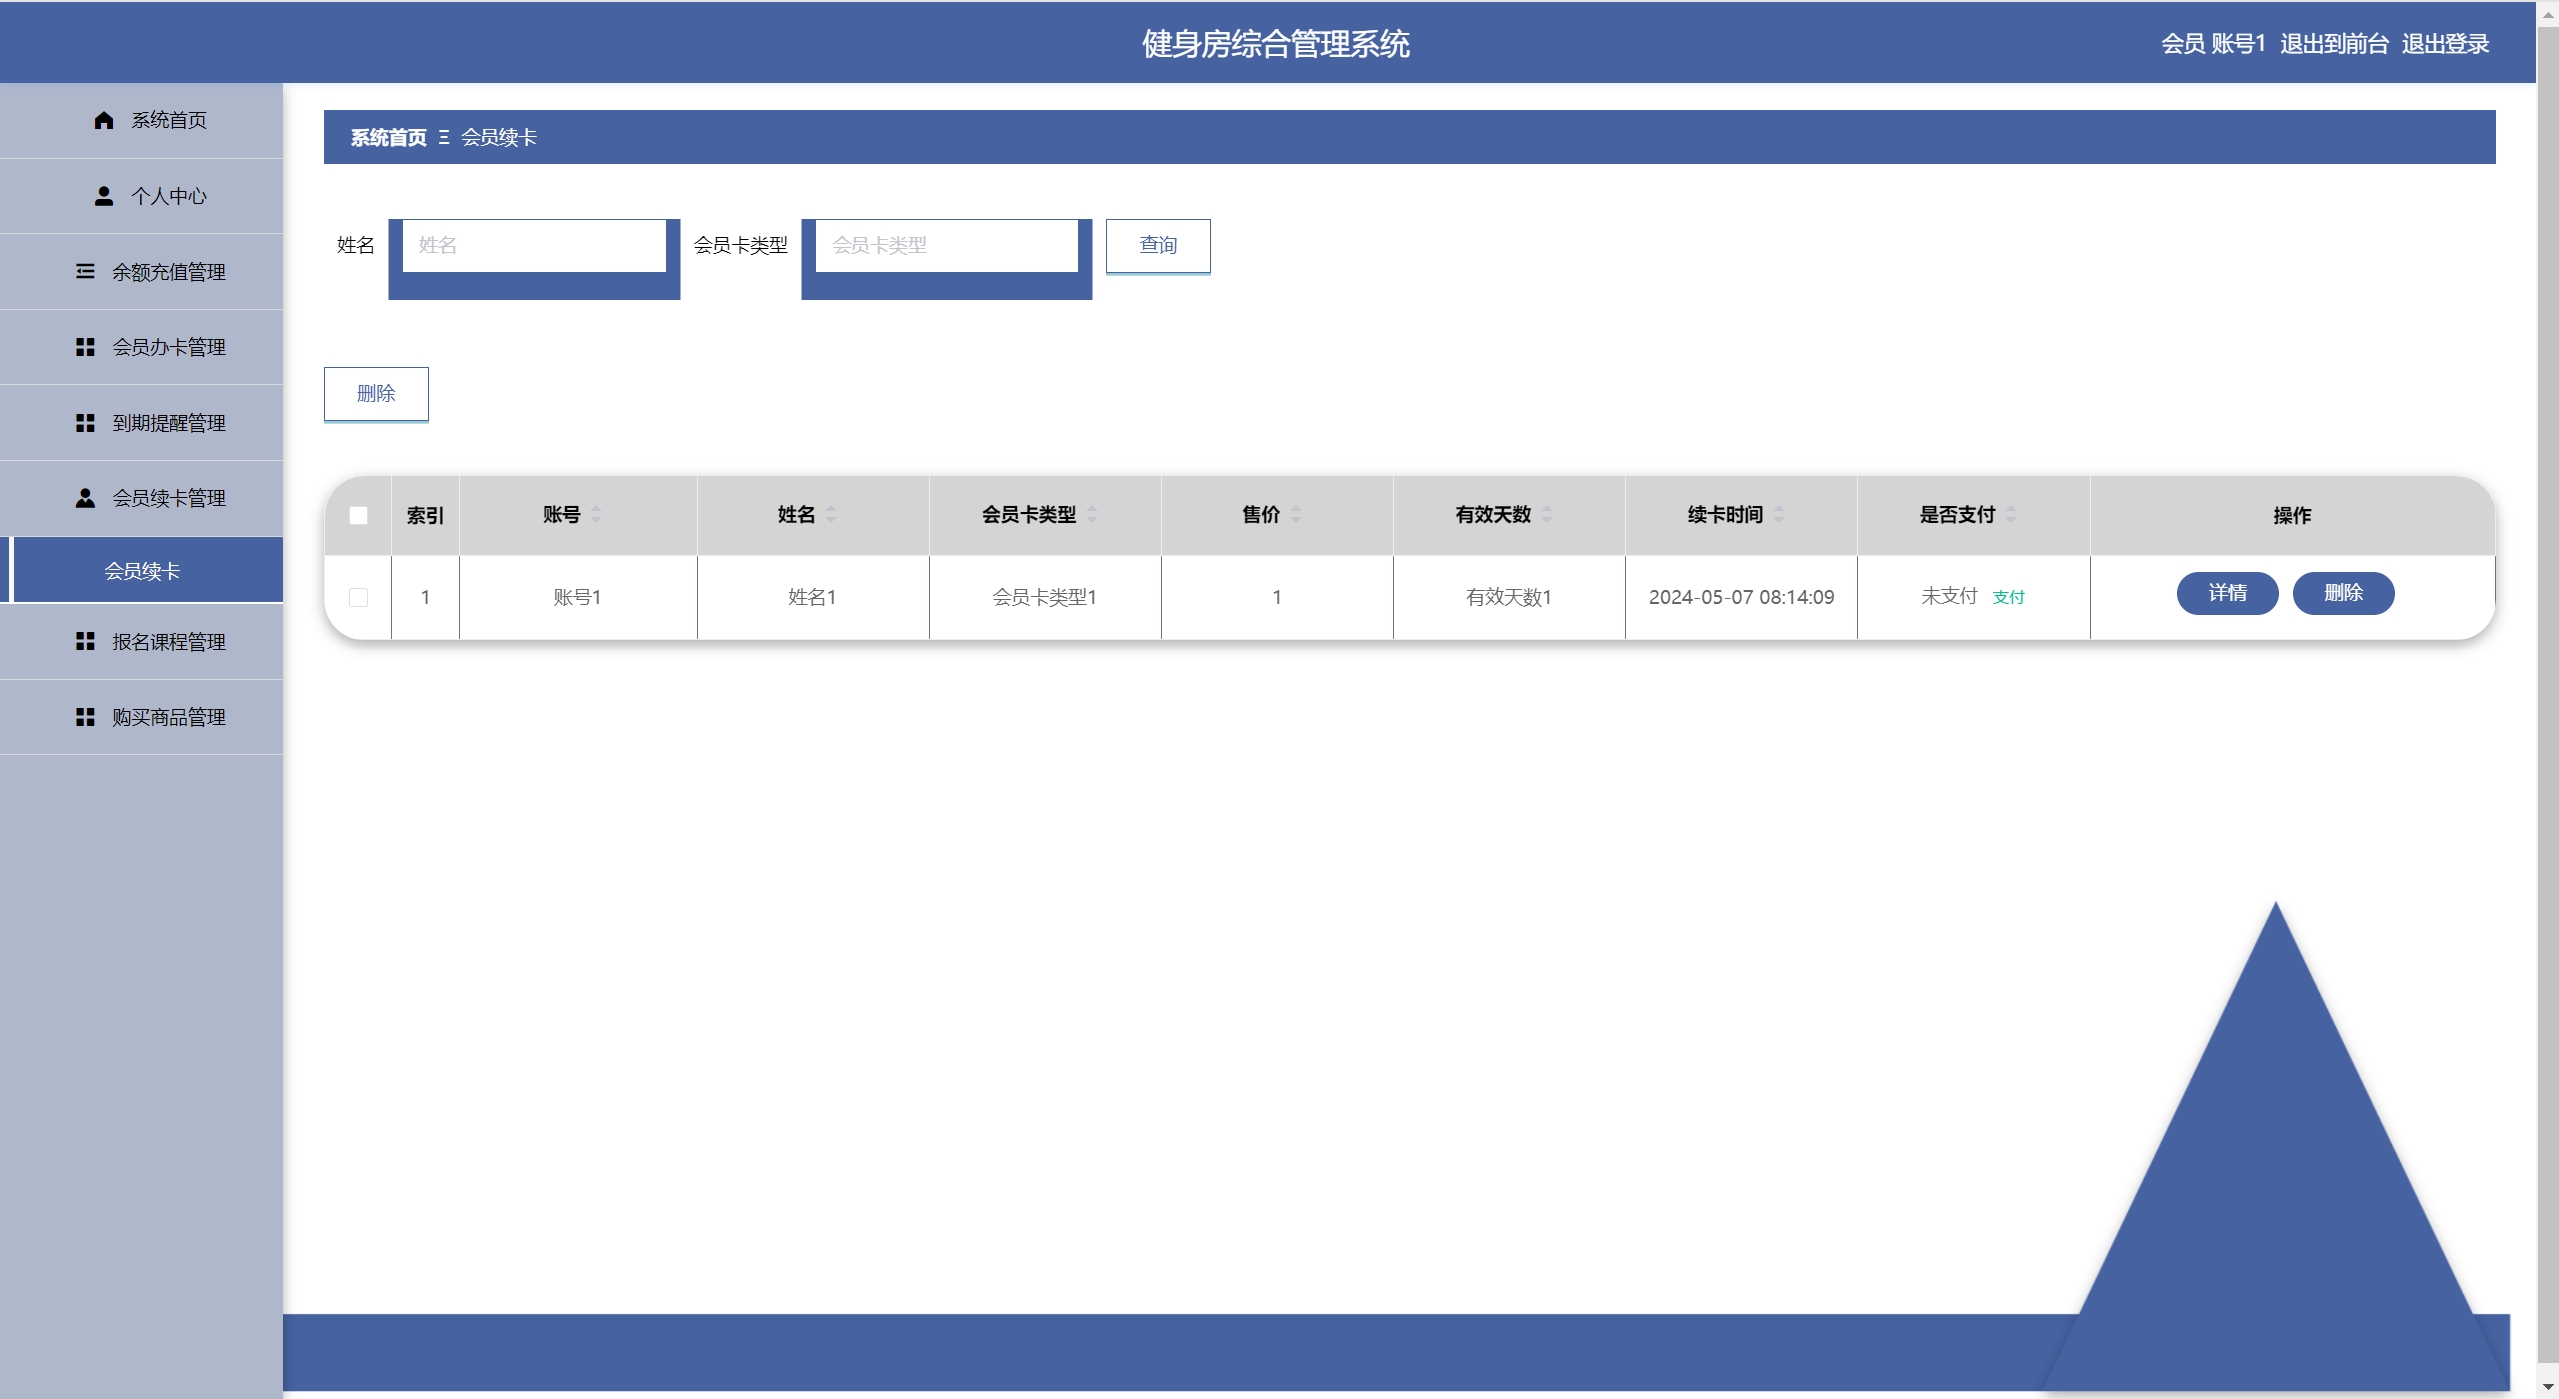 健身房综合管理系统
会员 账号1 退出到前台 退出登录
系统首页
个人中心
余额充值管理
会员办卡管理
到期提醒管理
会员续卡管理
会员续卡
报名课程管理
购买商品管理
系统首页 Ξ 会员续卡
姓名 姓名 会员卡类型 会员卡类型 查询
删除
索引 账号 姓名 会员卡类型 售价 有效天数 续卡时间 是否支付 操作
1 账号1 姓名1 会员卡类型1 1 有效天数1 2024-05-07 08:14:09 未支付 支付 详情 删除